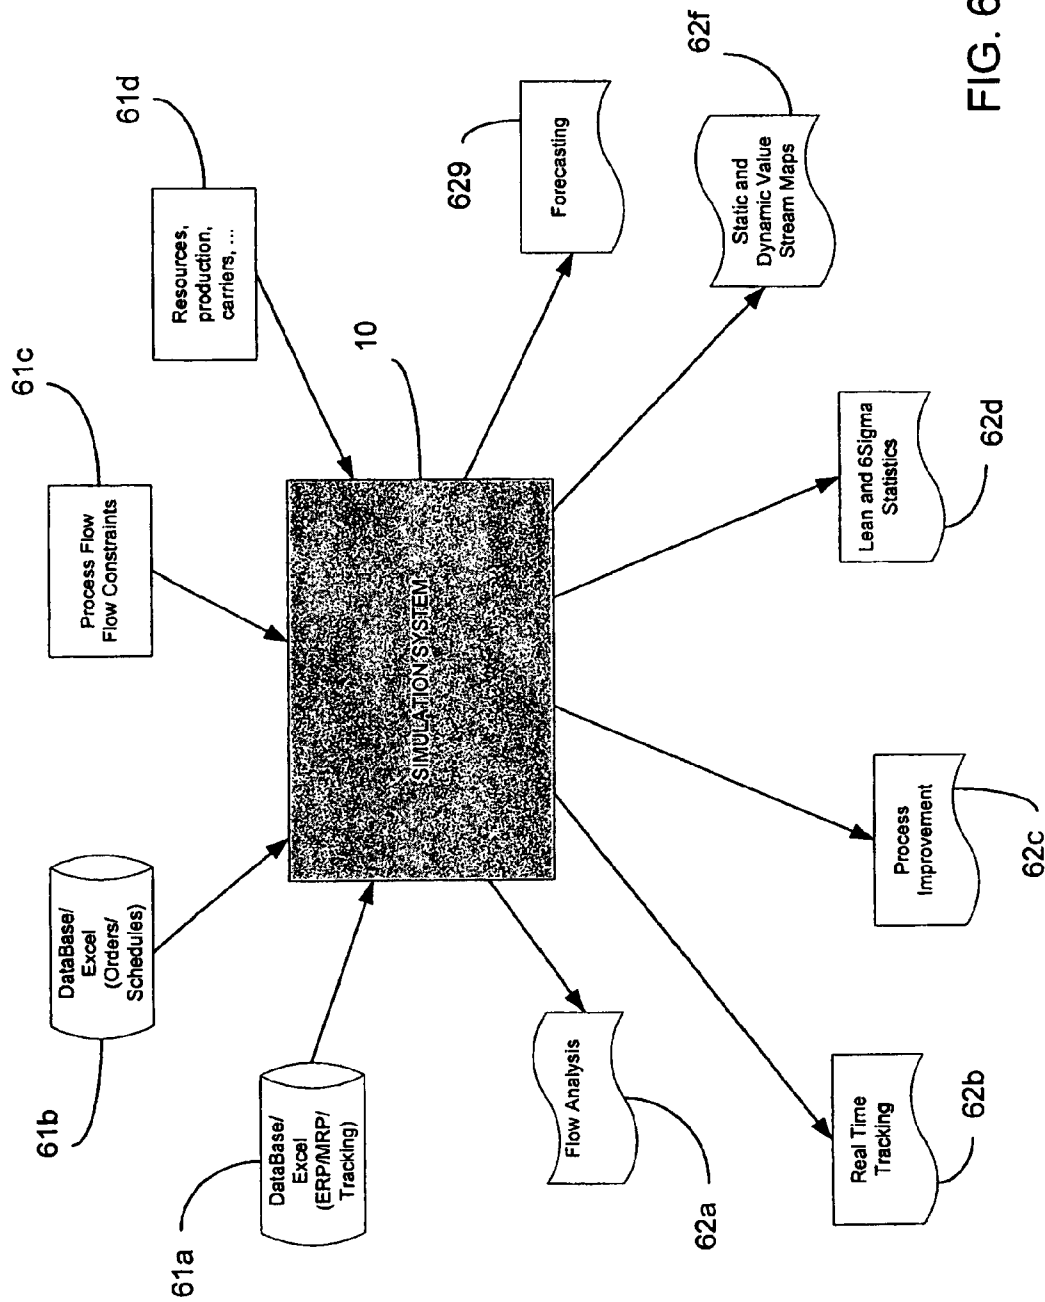 61a
DataBase/
Excel
(ERP/MRP/
Tracking)
61b
DataBase/
Excel
(Orders/
Schedules)
61c
Process Flow
Flow Constraints
61d
Resources,
production,
carriers, ...
10
SIMULATION SYSTEM
Flow Analysis
62a
Real Time
Tracking
62b
Process
Improvement
62c
Lean and 6Sigma
Statistics
62d
Static and
Dynamic Value
Stream Maps
62f
Forecasting
629
FIG. 6